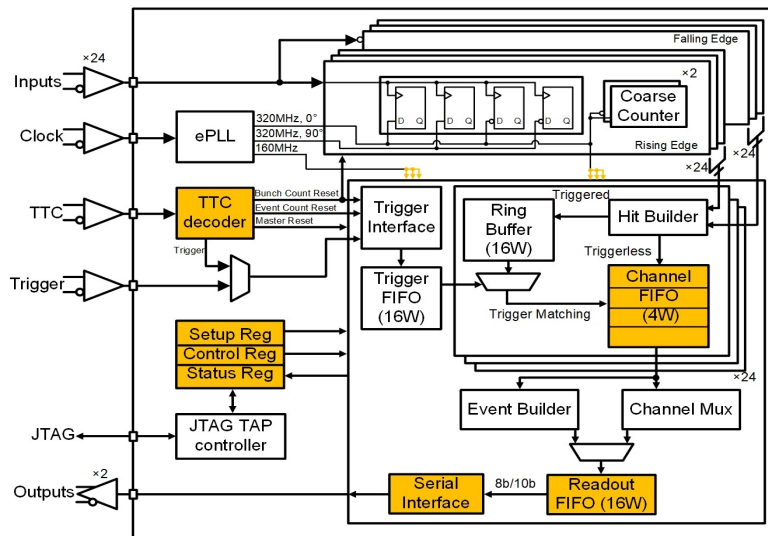 ×24
Inputs
Falling Edge
×2
D Q
D Q
D Q
D Q
Coarse
Counter
Rising Edge
Clock
ePLL
320MHz, 0°
320MHz, 90°
160MHz
×24
×24
TTC
TTC
decoder
Bunch Count Reset
Event Count Reset
Master Reset
Trigger
Trigger
Interface
Triggered
Ring
Buffer
(16W)
Hit Builder
Triggerless
Trigger
Trigger
FIFO
(16W)
Channel
FIFO
(4W)
Trigger Matching
Setup Reg
Control Reg
Status Reg
×24
Event Builder
Channel Mux
JTAG
JTAG TAP
controller
×2
Outputs
Serial
Interface
8b/10b
Readout
FIFO (16W)